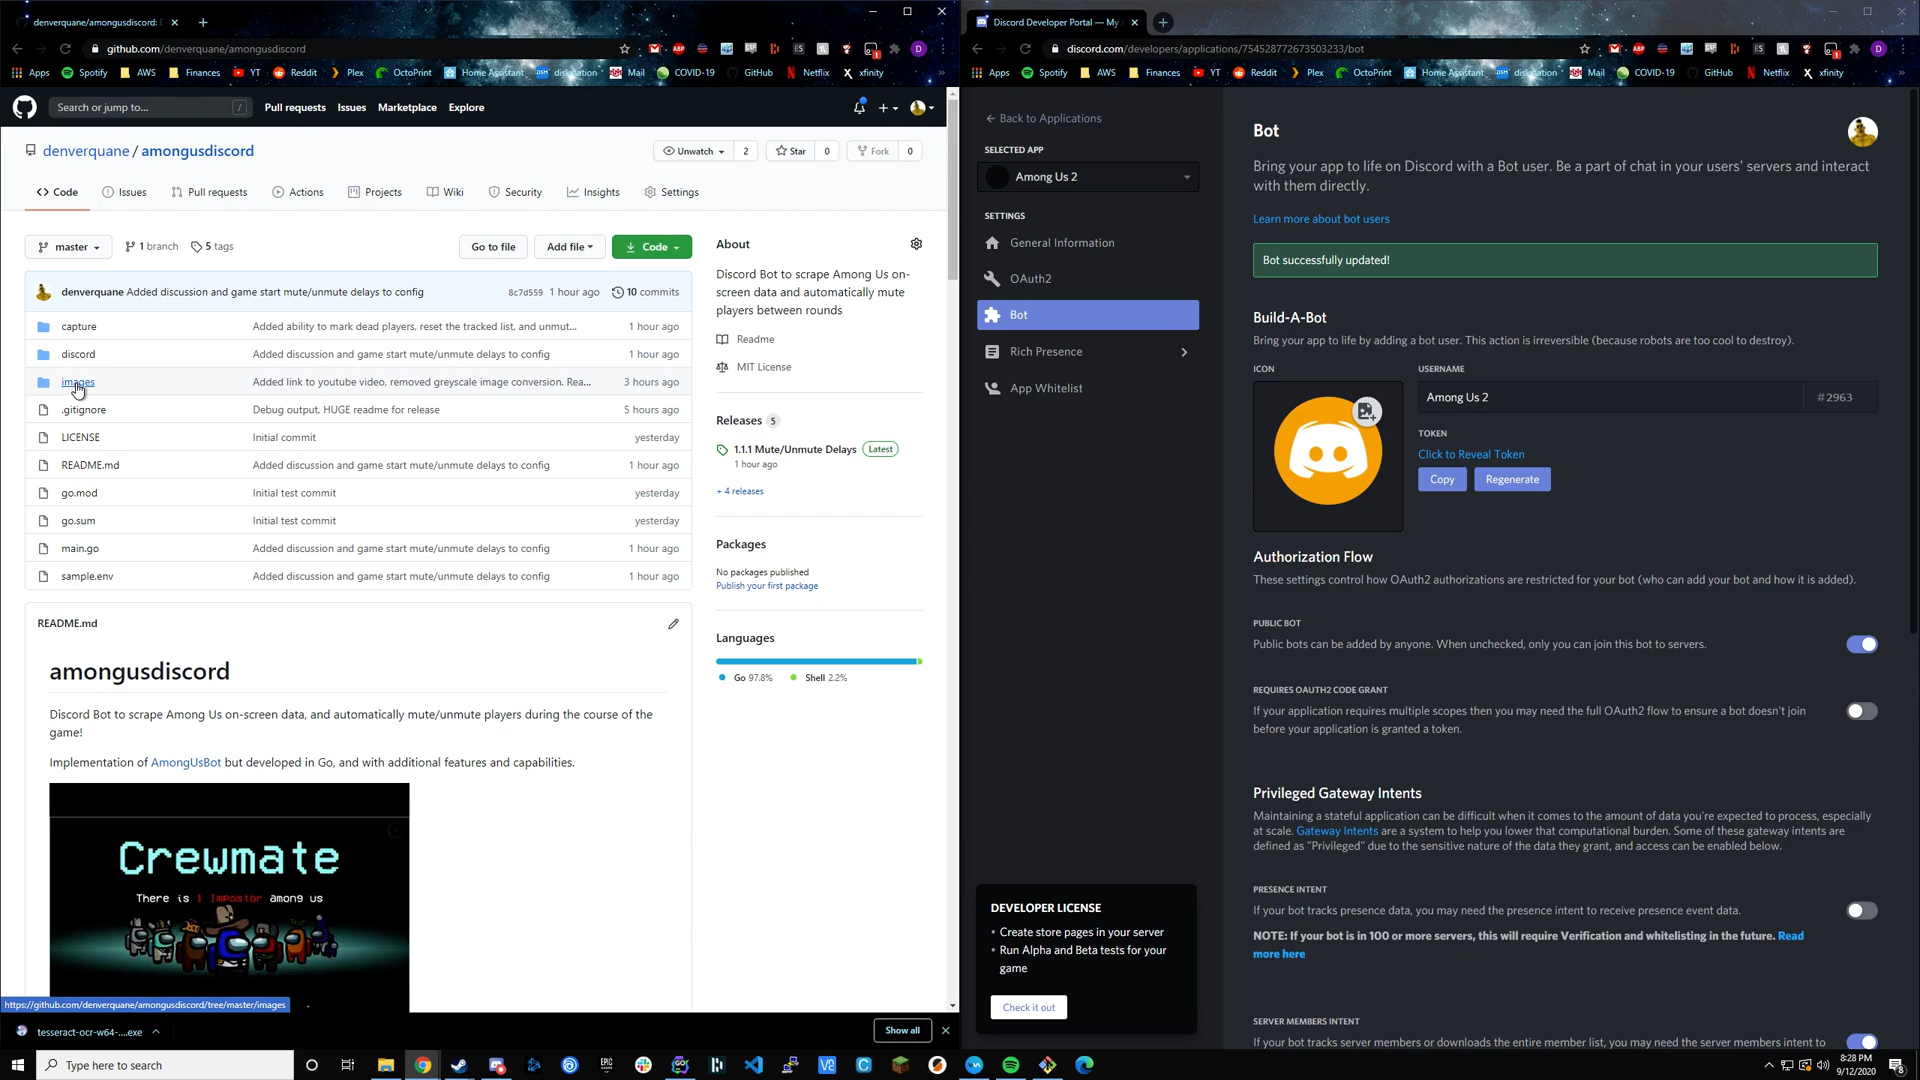 denverquane/amongusdiscord: D
github.com/denverquane/amongusdiscord
Apps Spotify AWS Finances YT Reddit Plex OctoPrint Home Assistant diskstation Mail COVID-19 GitHub Netflix xfinity
Search or jump to... /
Pull requests Issues Marketplace Explore
denverquane / amongusdiscord
Unwatch 2 Star 0 Fork 0
Code Issues Pull requests Actions Projects Wiki Security Insights Settings
master 1 branch 5 tags Go to file Add file Code
denverquane Added discussion and game start mute/unmute delays to config 8c7d559 1 hour ago 10 commits
capture Added ability to mark dead players, reset the tracked list, and unmut... 1 hour ago
discord Added discussion and game start mute/unmute delays to config 1 hour ago
images Added link to youtube video, removed greyscale image conversion. Rea... 3 hours ago
.gitignore Debug output, HUGE readme for release 5 hours ago
LICENSE Initial commit yesterday
README.md Added discussion and game start mute/unmute delays to config 1 hour ago
go.mod Initial test commit yesterday
go.sum Initial test commit yesterday
main.go Added discussion and game start mute/unmute delays to config 1 hour ago
sample.env Added discussion and game start mute/unmute delays to config 1 hour ago
About
Discord Bot to scrape Among Us on-
screen data and automatically mute
players between rounds
Readme
MIT License
Releases 5
1.1.1 Mute/Unmute Delays Latest
1 hour ago
+ 4 releases
Packages
No packages published
Publish your first package
Languages
Go 97.8% Shell 2.2%
README.md
amongusdiscord
Discord Bot to scrape Among Us on-screen data, and automatically mute/unmute players during the course of the
game!
Implementation of AmongUsBot but developed in Go, and with additional features and capabilities.
Crewmate
There is 1 Impostor among us
https://github.com/denverquane/amongusdiscord/tree/master/images
tesseract-ocr-w64-....exe
Show all
Discord Developer Portal — My
discord.com/developers/applications/754528772673503233/bot
Apps Spotify AWS Finances YT Reddit Plex OctoPrint Home Assistant diskstation Mail COVID-19 GitHub Netflix xfinity
Back to Applications
SELECTED APP
Among Us 2
SETTINGS
General Information
OAuth2
Bot
Rich Presence
App Whitelist
DEVELOPER LICENSE
• Create store pages in your server
• Run Alpha and Beta tests for your
game
Check it out
Bot
Bring your app to life on Discord with a Bot user. Be a part of chat in your users' servers and interact
with them directly.
Learn more about bot users
Bot successfully updated!
Build-A-Bot
Bring your app to life by adding a bot user. This action is irreversible (because robots are too cool to destroy).
ICON
USERNAME
Among Us 2 #2963
TOKEN
Click to Reveal Token
Copy Regenerate
Authorization Flow
These settings control how OAuth2 authorizations are restricted for your bot (who can add your bot and how it is added).
PUBLIC BOT
Public bots can be added by anyone. When unchecked, only you can join this bot to servers.
REQUIRES OAUTH2 CODE GRANT
If your application requires multiple scopes then you may need the full OAuth2 flow to ensure a bot doesn't join
before your application is granted a token.
Privileged Gateway Intents
Maintaining a stateful application can be difficult when it comes to the amount of data you're expected to process, especially
at scale. Gateway Intents are a system to help you lower that computational burden. Some of these gateway intents are
defined as "Privileged" due to the sensitive nature of the data they grant, and access can be enabled below.
PRESENCE INTENT
If your bot tracks presence data, you may need the presence intent to receive presence event data.
NOTE: If your bot is in 100 or more servers, this will require Verification and whitelisting in the future. Read
more here
SERVER MEMBERS INTENT
If your bot tracks server members or downloads the entire member list, you may need the server members intent to
Type here to search
8:28 PM
9/12/2020